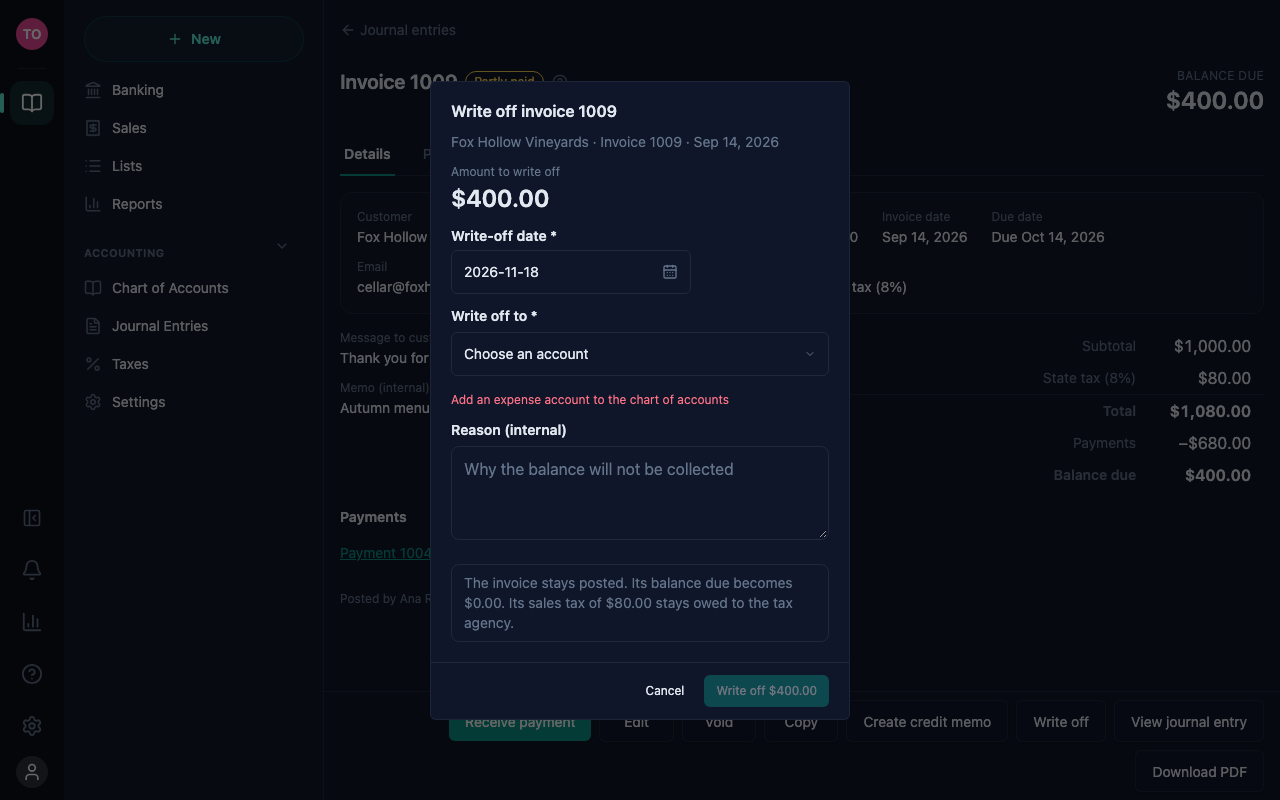 TO
New
Banking
Sales
Lists
Reports
ACCOUNTING
Chart of Accounts
Journal Entries
Taxes
Settings
Journal entries
Invoice 1009
Partly paid
BALANCE DUE
$400.00
Details
Customer
Fox Hollow
Invoice date
Sep 14, 2026
Due date
Due Oct 14, 2026
Email
tax (8%)
Thank you for
Memo (internal)
Autumn menu
Subtotal
$1,000.00
State tax (8%)
$80.00
Total
$1,080.00
Payments
–$680.00
Balance due
$400.00
Payments
Payment 1004
Posted by Ana
Write off invoice 1009
Fox Hollow Vineyards · Invoice 1009 · Sep 14, 2026
Amount to write off
$400.00
Write-off date *
2026-11-18
Write off to *
Choose an account
Add an expense account to the chart of accounts
Reason (internal)
Why the balance will not be collected
The invoice stays posted. Its balance due becomes
$0.00. Its sales tax of $80.00 stays owed to the tax
agency.
Cancel
Write off $400.00
Receive payment
Edit
Void
Copy
Create credit memo
Write off
View journal entry
Download PDF